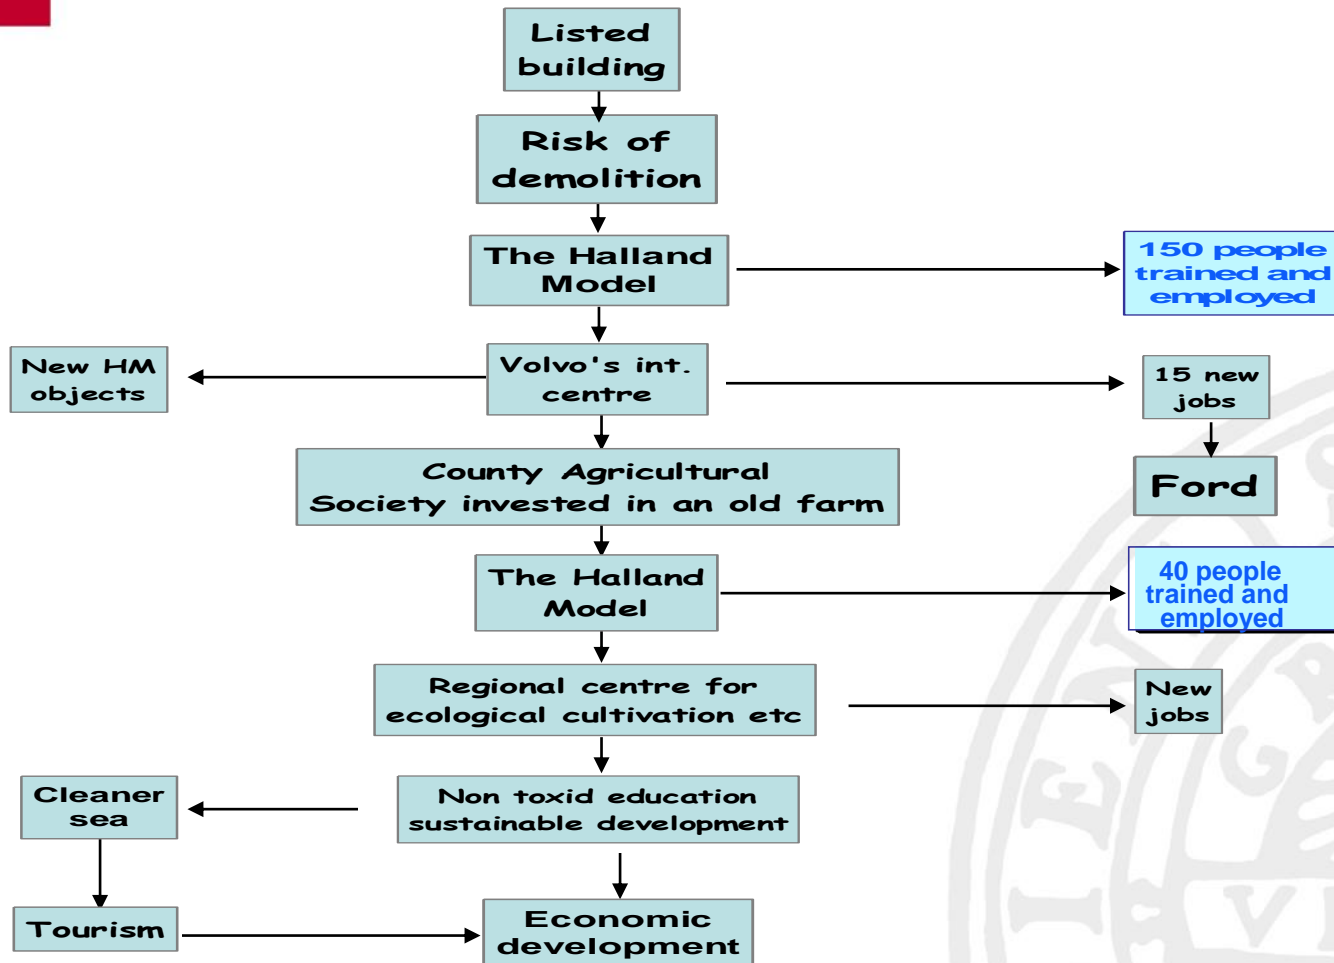 Listed
building
Risk of
demolition
The Halland
Model
150 people
trained and
employed
New HM
objects
Volvo's int.
centre
15 new
jobs
County Agricultural
Society invested in an old farm
Ford
The Halland
Model
40 people
trained and
employed
Regional centre for
ecological cultivation etc
New
jobs
Cleaner
sea
Non toxid education
sustainable development
Tourism
Economic
development